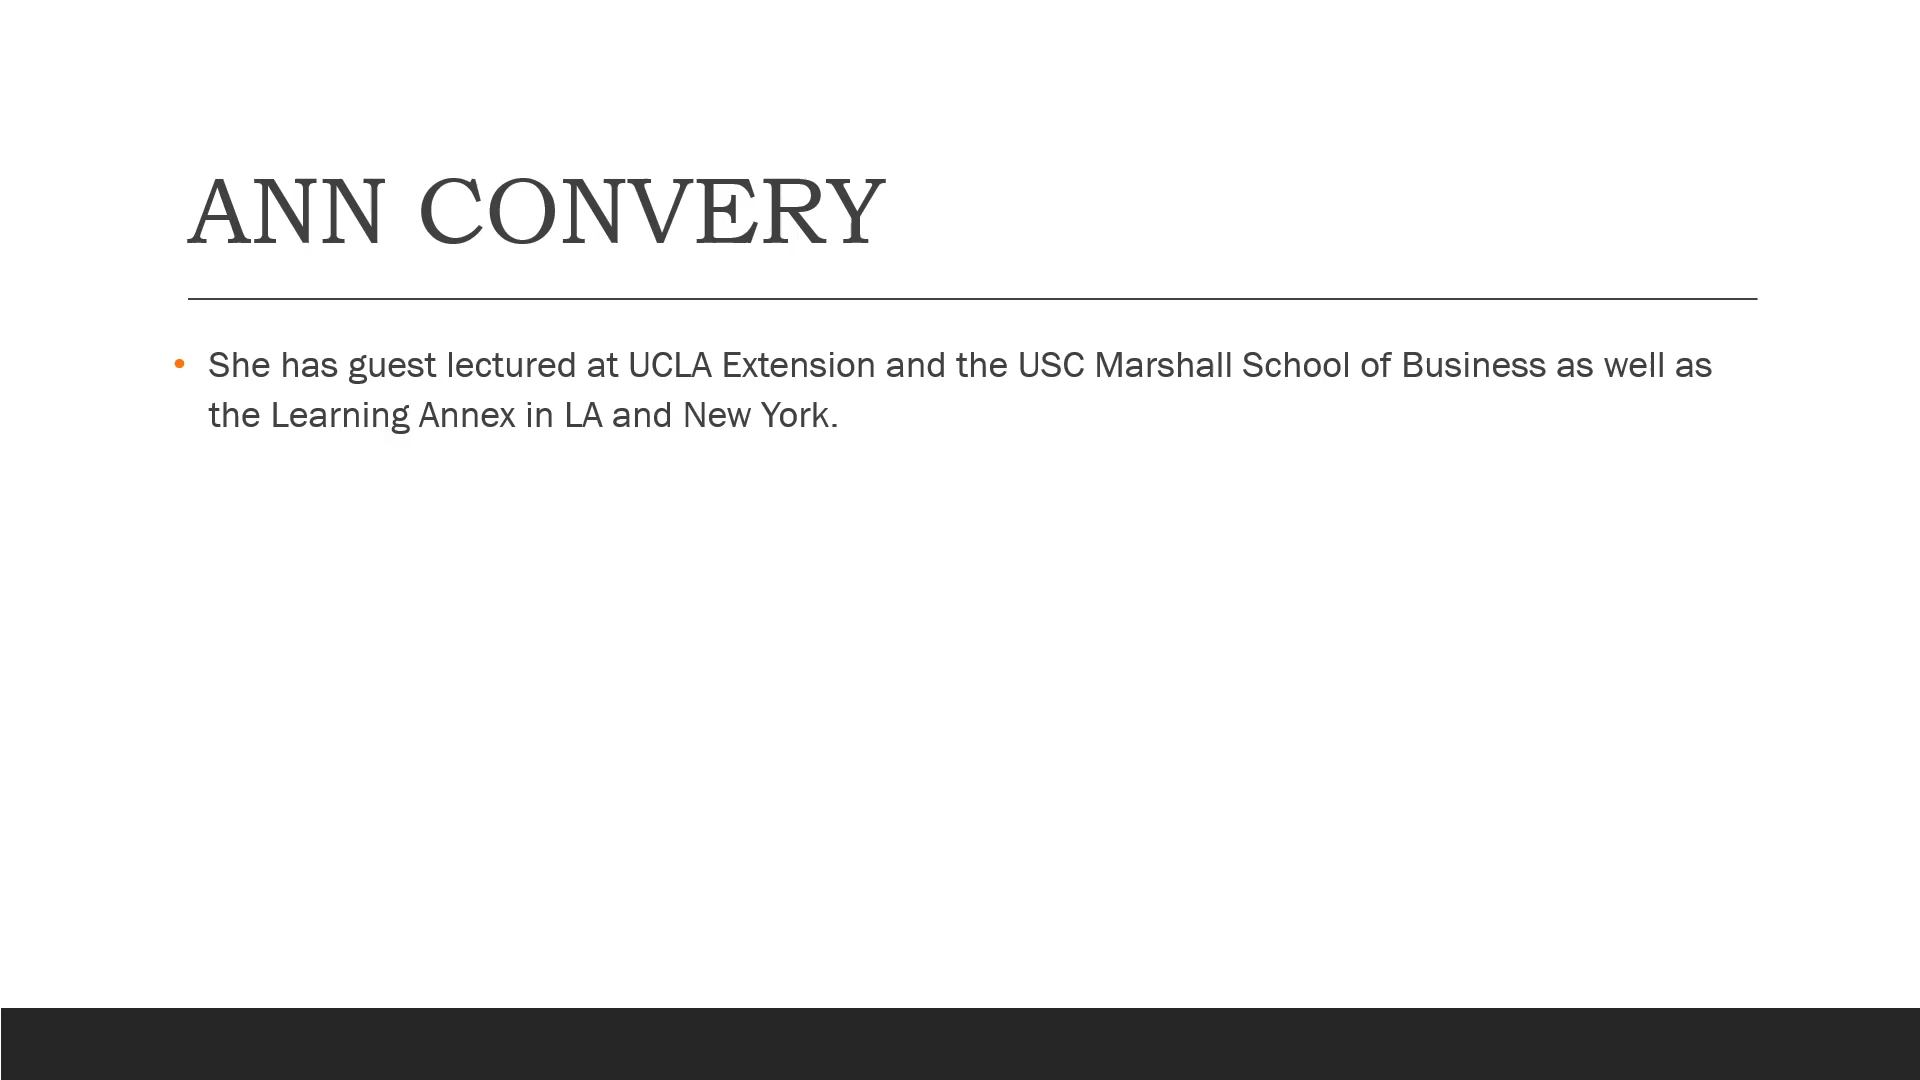 ANN CONVERY
• She has guest lectured at UCLA Extension and the USC Marshall School of Business as well as
the Learning Annex in LA and New York.